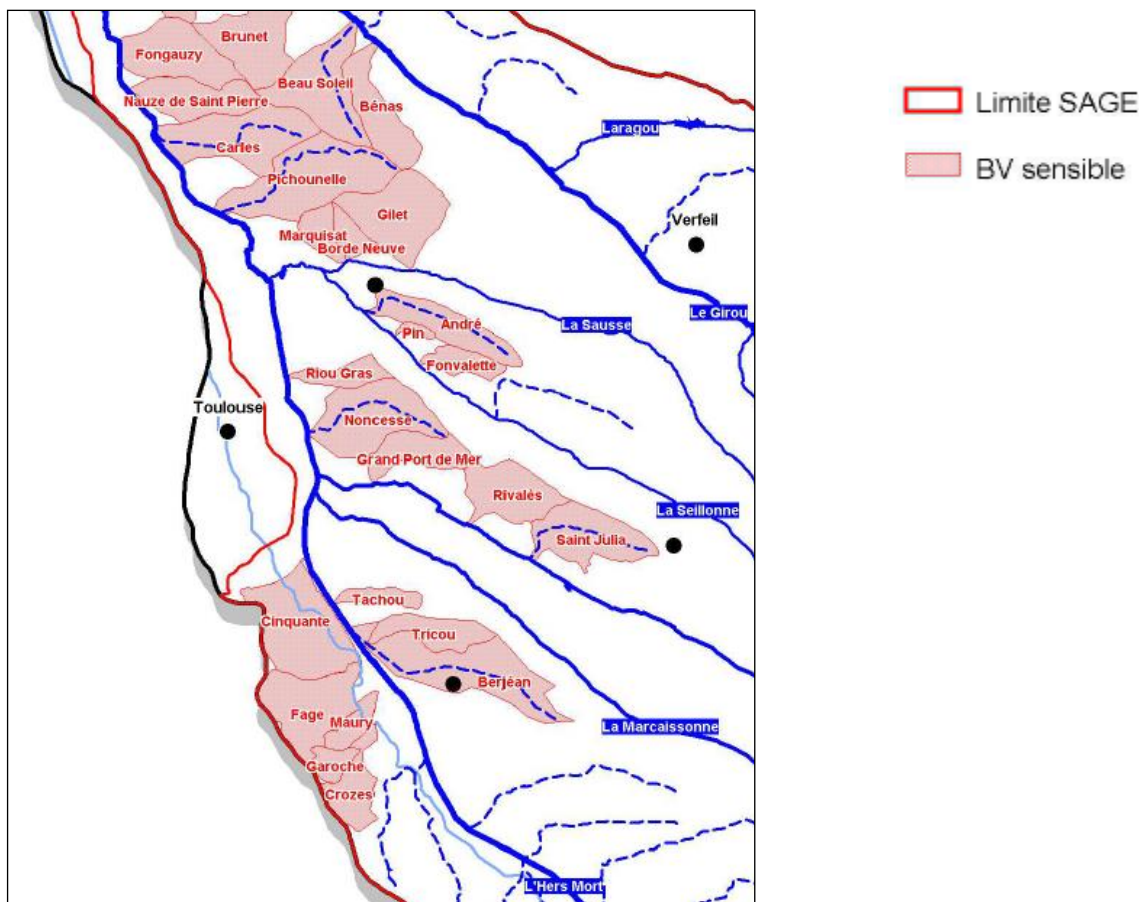 Brunet
Fongauzy
Beau Soleil
Nauze de Saint Pierre
Bénas
Carles
Pichounelle
Gilet
Marquisat
Borde Neuve
Laragou
Verfeil
Le Girou
La Sausse
André
Pin
Fonvalette
Riou Gras
Toulouse
Noncesse
Grand Port de Mer
Rivalès
La Seillonne
Saint Julia
Tachou
Cinquante
Tricou
Berjéan
Fage
Maury
La Marcaissonne
Garoche
Crozes
L'Hers Mort
Limite SAGE
BV sensible